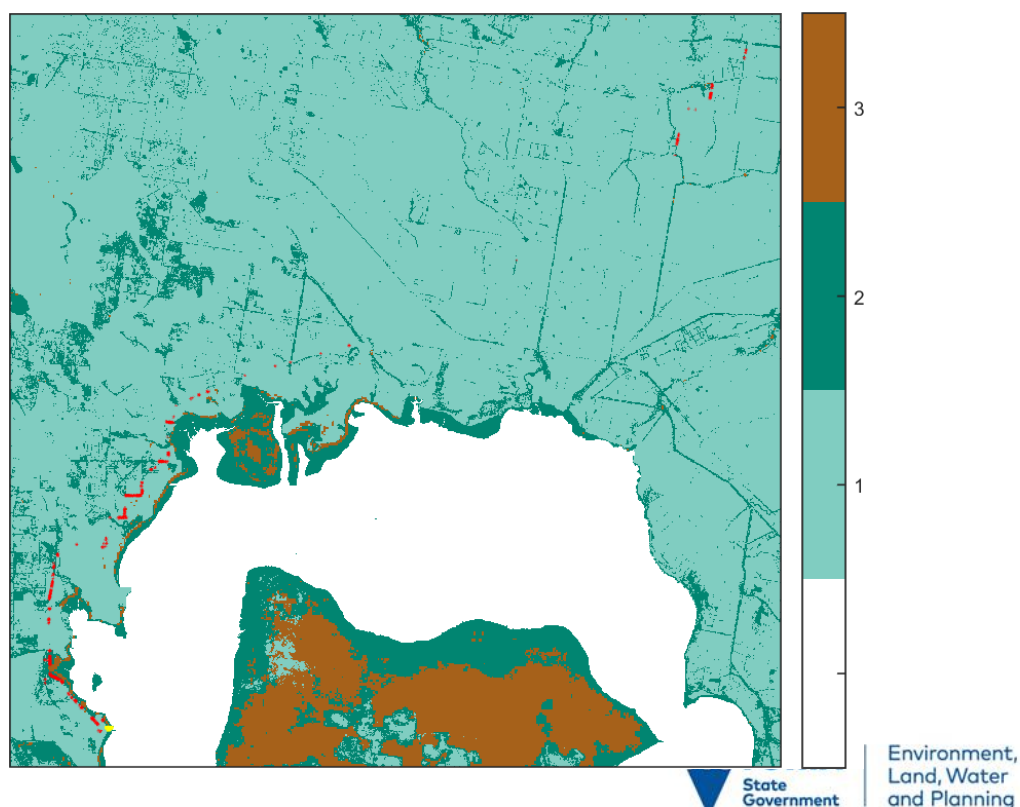 3
2
1
State
Government
Environment,
Land, Water
and Planning